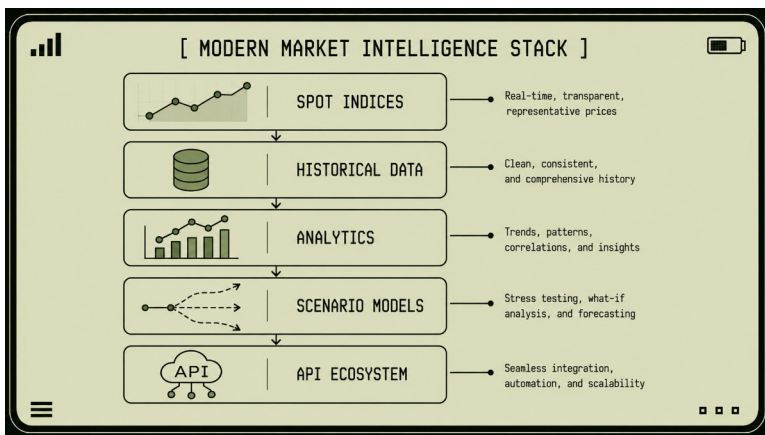 [ MODERN MARKET INTELLIGENCE STACK ]
SPOT INDICES
Real-time, transparent,
representative prices
HISTORICAL DATA
Clean, consistent,
and comprehensive history
ANALYTICS
Trends, patterns,
correlations, and insights
SCENARIO MODELS
Stress testing, what-if
analysis, and forecasting
API
API ECOSYSTEM
Seamless integration,
automation, and scalability